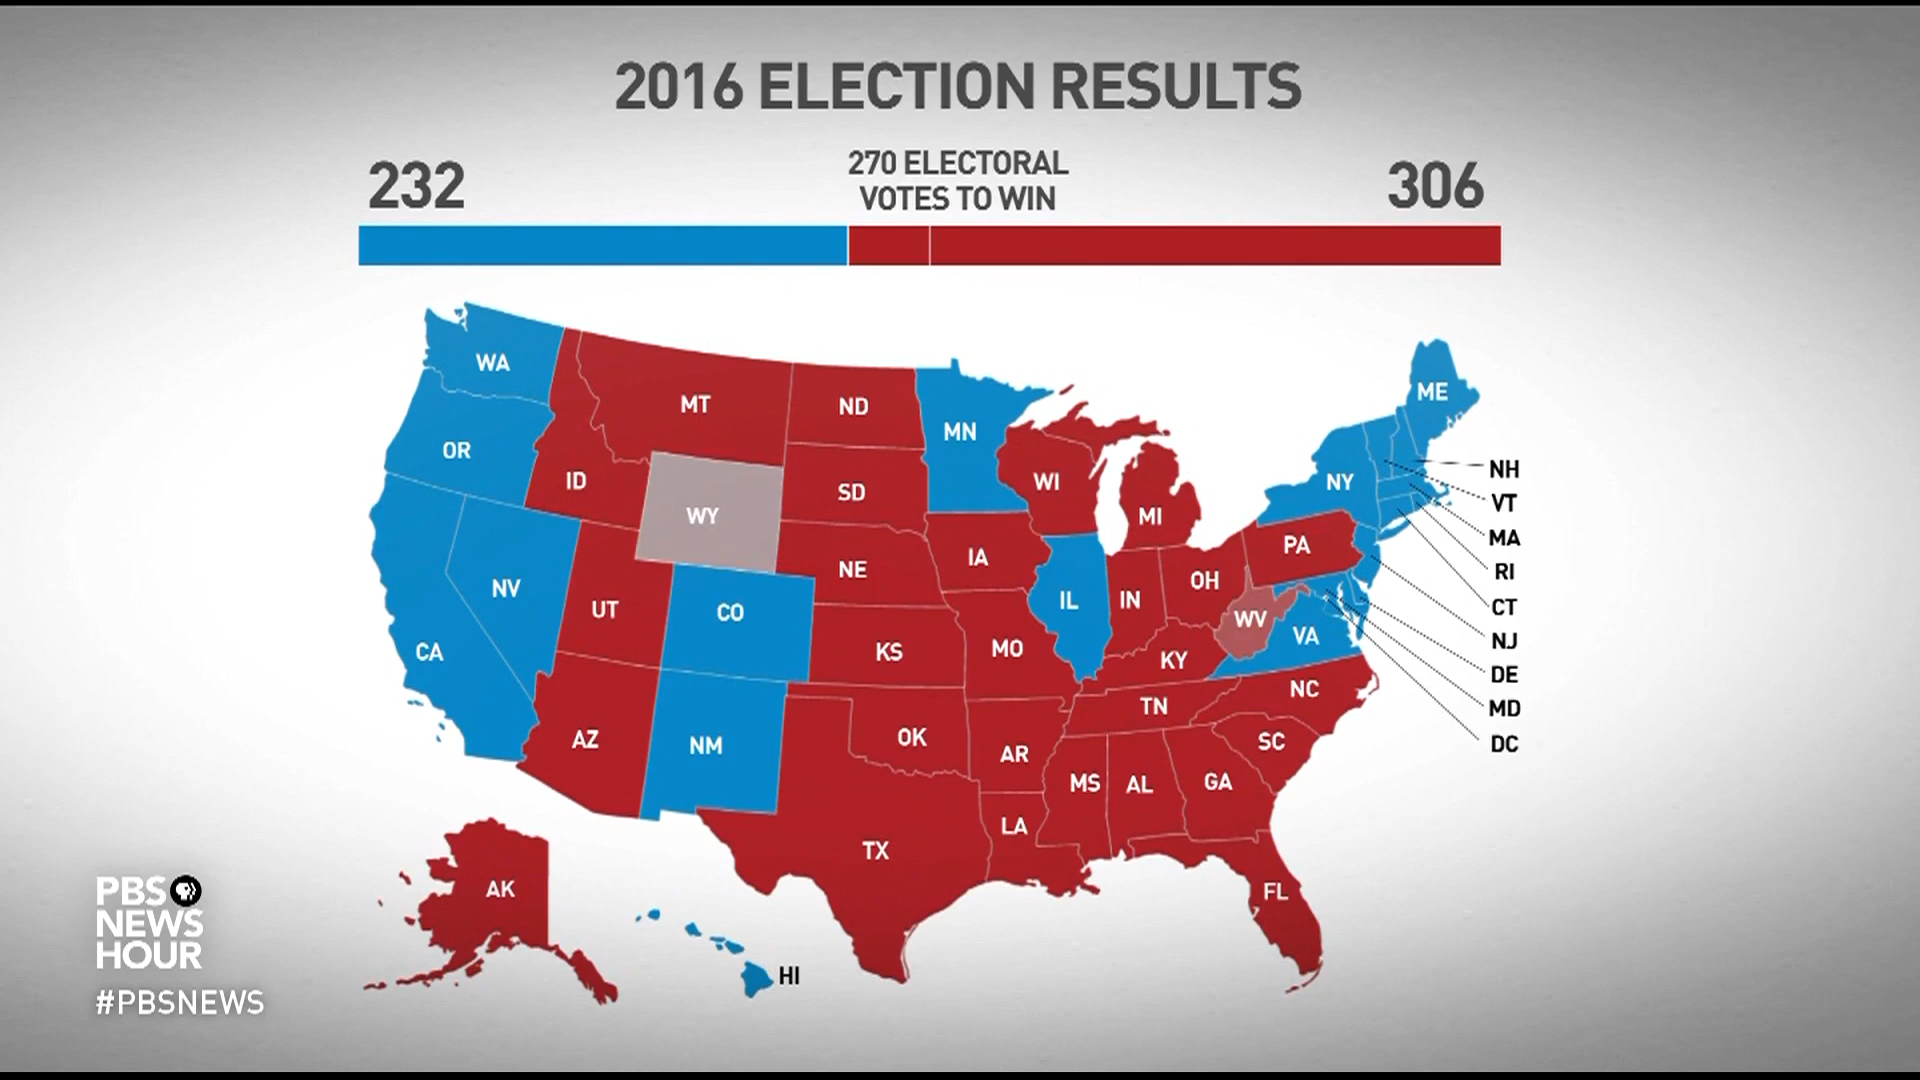 2016 ELECTION RESULTS
232
270 ELECTORAL
VOTES TO WIN
306
WA
MT
ND
MN
ME
OR
ID
WY
SD
WI
MI
NY
NH
VT
MA
RI
CT
NJ
DE
MD
DC
NV
UT
CO
NE
IA
IL
IN
OH
PA
WV
VA
CA
KS
MO
KY
NC
TN
AZ
NM
OK
AR
SC
MS
AL
GA
LA
TX
FL
AK
HI
PBS
NEWS
HOUR
#PBSNEWS